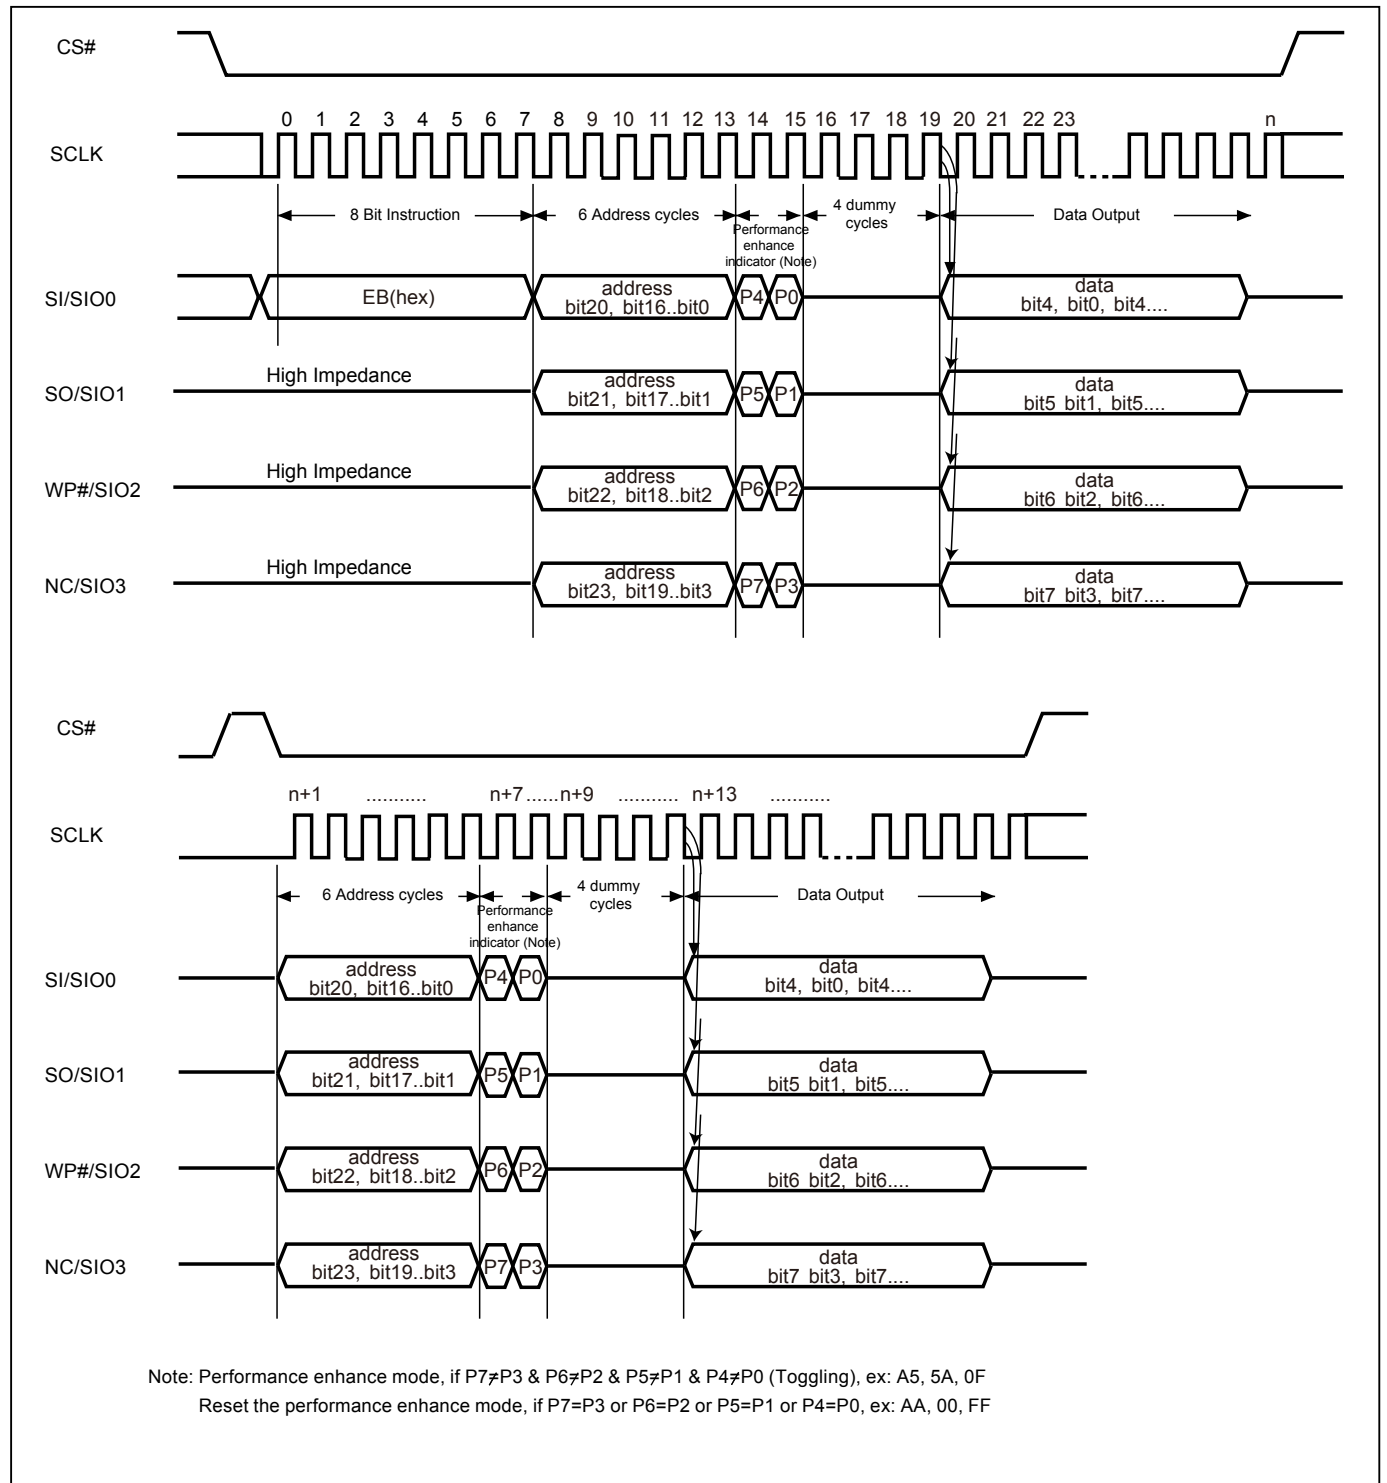 CS#
0 1 2 3 4 5 6 7 8 9 10 11 12 13 14 15 16 17 18 19 20 21 22 23 n
SCLK
8 Bit Instruction 6 Address cycles 4 dummy cycles Data Output
Performance
enhance
indicator (Note)
SI/SIO0 EB(hex) address
bit20, bit16..bit0 P4 P0 data
bit4, bit0, bit4....
SO/SIO1 High Impedance address
bit21, bit17..bit1 P5 P1 data
bit5 bit1, bit5....
WP#/SIO2 High Impedance address
bit22, bit18..bit2 P6 P2 data
bit6 bit2, bit6....
NC/SIO3 High Impedance address
bit23, bit19..bit3 P7 P3 data
bit7 bit3, bit7....
CS#
n+1 ........... n+7 ......n+9 ........... n+13 ...........
SCLK
6 Address cycles 4 dummy cycles Data Output
Performance
enhance
indicator (Note)
SI/SIO0 address
bit20, bit16..bit0 P4 P0 data
bit4, bit0, bit4....
SO/SIO1 address
bit21, bit17..bit1 P5 P1 data
bit5 bit1, bit5....
WP#/SIO2 address
bit22, bit18..bit2 P6 P2 data
bit6 bit2, bit6....
NC/SIO3 address
bit23, bit19..bit3 P7 P3 data
bit7 bit3, bit7....
Note: Performance enhance mode, if P7≠P3 & P6≠P2 & P5≠P1 & P4≠P0 (Toggling), ex: A5, 5A, 0F
Reset the performance enhance mode, if P7=P3 or P6=P2 or P5=P1 or P4=P0, ex: AA, 00, FF